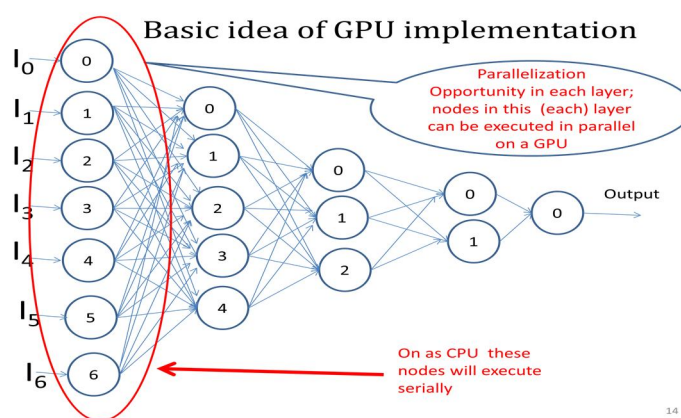 Basic idea of GPU implementation
I0
I1
I2
I3
I4
I5
I6
0
1
2
3
4
5
6
0
1
2
3
4
0
1
2
0
1
0
Output
Parallelization
Opportunity in each layer;
nodes in this (each) layer
can be executed in parallel
on a GPU
On as CPU these
nodes will execute
serially
14